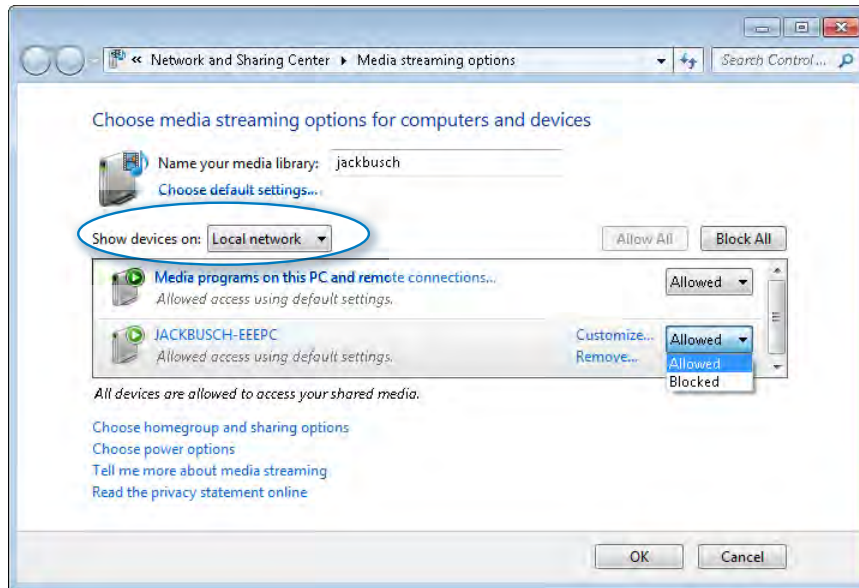 « Network and Sharing Center ▸ Media streaming options Search Control...
Choose media streaming options for computers and devices
Name your media library: jackbusch
Choose default settings...
Show devices on: Local network Allow All Block All
Media programs on this PC and remote connections... Allowed
Allowed access using default settings.
JACKBUSCH-EEEPC Customize... Allowed
Allowed access using default settings. Remove... Allowed
Blocked
All devices are allowed to access your shared media.
Choose homegroup and sharing options
Choose power options
Tell me more about media streaming
Read the privacy statement online
OK Cancel